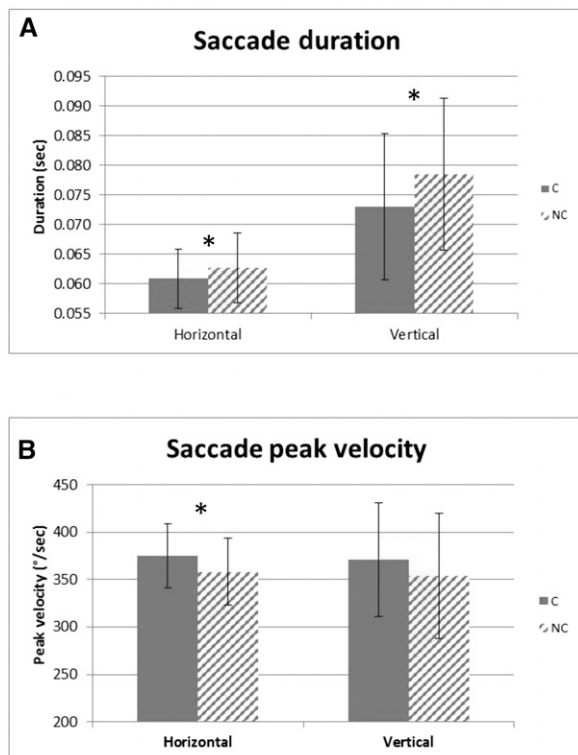 A
Saccade duration
Duration (sec)
0.095
0.090
0.085
0.080
0.075
0.070
0.065
0.060
0.055
*
*
Horizontal
Vertical
C
NC
B
Saccade peak velocity
Peak velocity (°/sec)
450
400
350
300
250
200
*
Horizontal
Vertical
C
NC